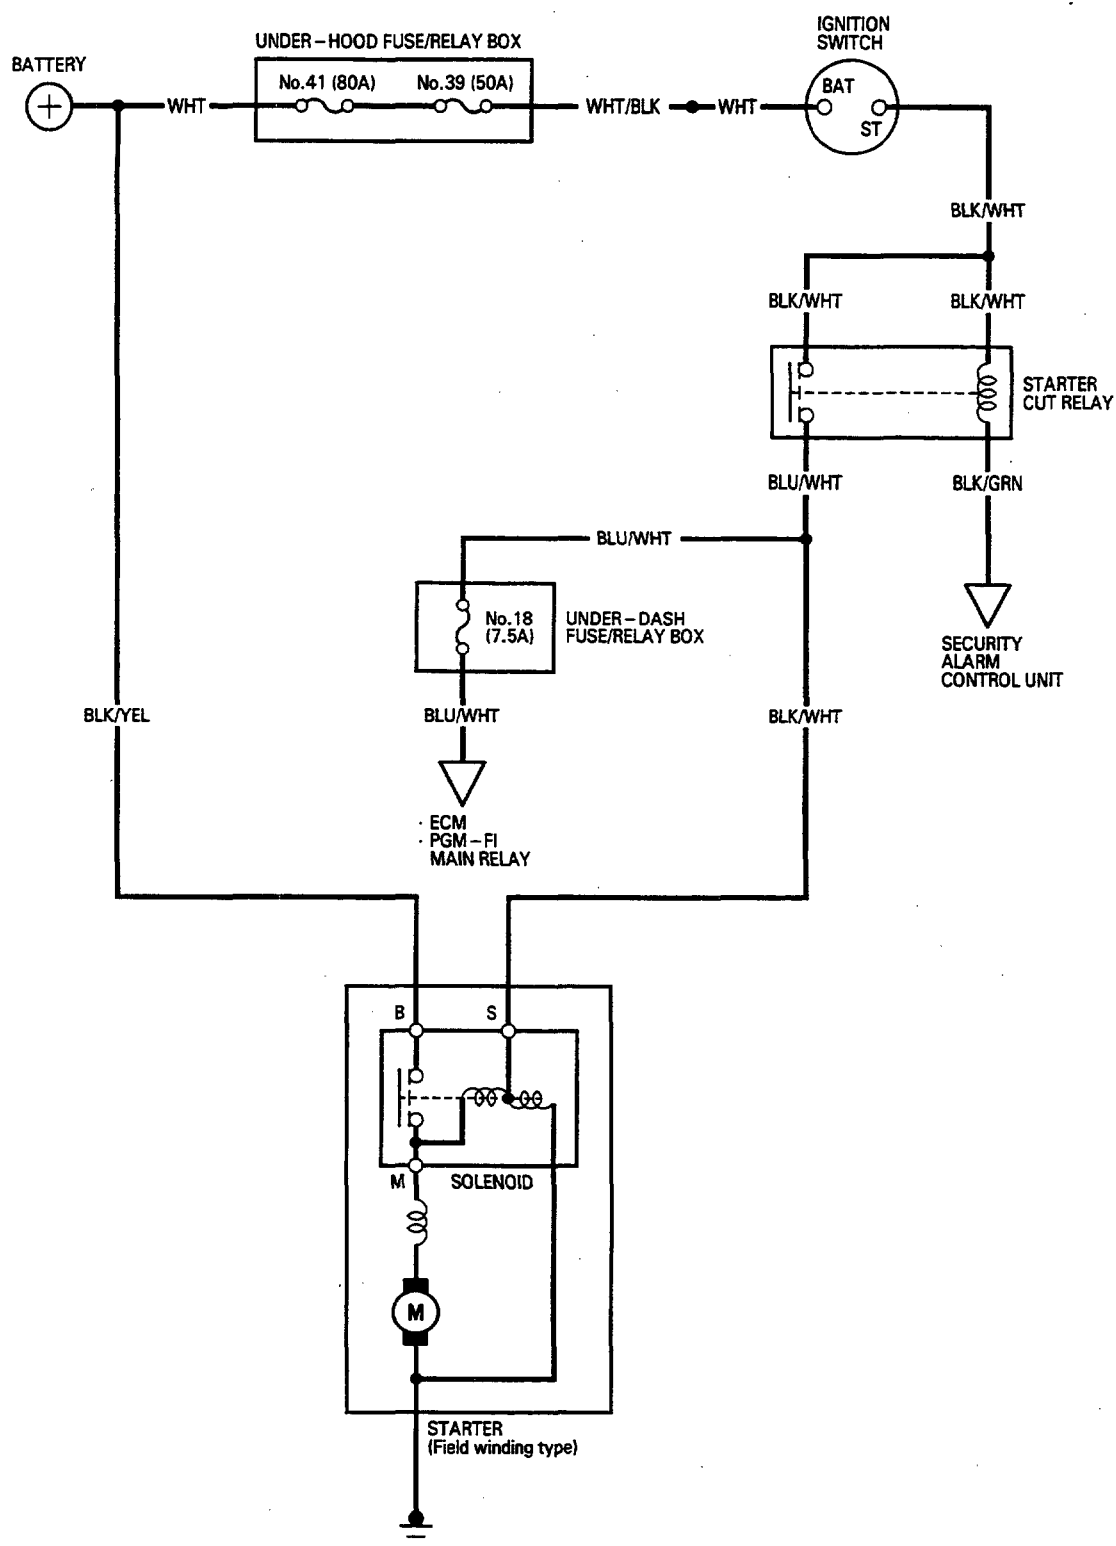 IGNITION
SWITCH
UNDER-HOOD FUSE/RELAY BOX
BATTERY
No.41 (80A)
No.39 (50A)
BAT
+
WHT
WHT/BLK
WHT
ST
BLK/WHT
BLK/WHT
BLK/WHT
STARTER
CUT RELAY
BLU/WHT
BLK/GRN
BLU/WHT
No.18
(7.5A)
UNDER-DASH
FUSE/RELAY BOX
SECURITY
ALARM
CONTROL UNIT
BLK/YEL
BLU/WHT
BLK/WHT
· ECM
· PGM-FI
MAIN RELAY
B
S
M
SOLENOID
M
STARTER
(Field winding type)